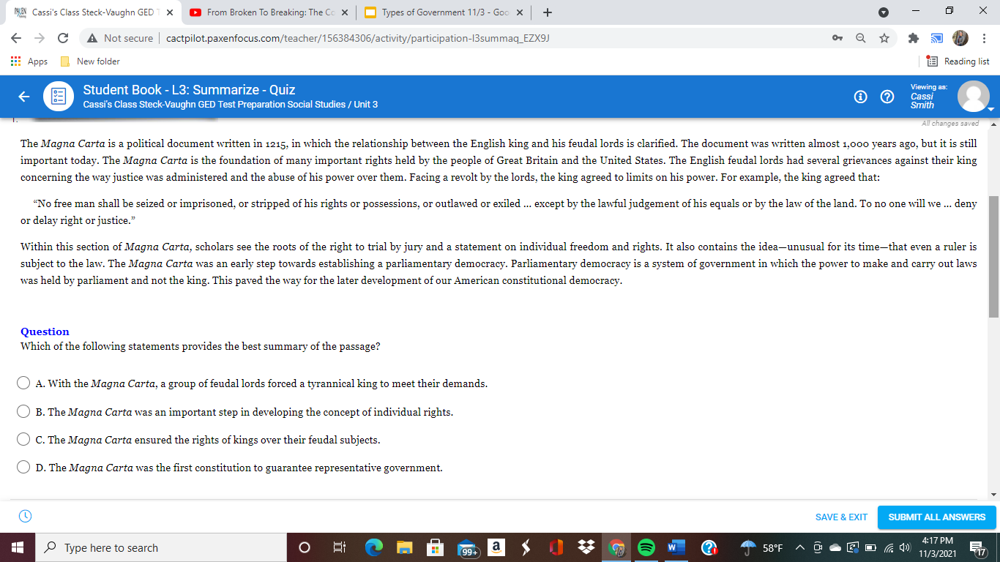 PAXEN Cassi's Class Steck-Vaughn GED T
From Broken To Breaking: The Co
Types of Government 11/3 - Goo
Not secure
cactpilot.paxenfocus.com/teacher/156384306/activity/participation-l3summaq_EZX9J
Apps
New folder
Reading list
Student Book - L3: Summarize - Quiz
Cassi's Class Steck-Vaughn GED Test Preparation Social Studies / Unit 3
Viewing as:
Cassi
Smith
All changes saved
The Magna Carta is a political document written in 1215, in which the relationship between the English king and his feudal lords is clarified. The document was written almost 1,000 years ago, but it is still
important today. The Magna Carta is the foundation of many important rights held by the people of Great Britain and the United States. The English feudal lords had several grievances against their king
concerning the way justice was administered and the abuse of his power over them. Facing a revolt by the lords, the king agreed to limits on his power. For example, the king agreed that:
“No free man shall be seized or imprisoned, or stripped of his rights or possessions, or outlawed or exiled ... except by the lawful judgement of his equals or by the law of the land. To no one will we ... deny
or delay right or justice.”
Within this section of Magna Carta, scholars see the roots of the right to trial by jury and a statement on individual freedom and rights. It also contains the idea—unusual for its time—that even a ruler is
subject to the law. The Magna Carta was an early step towards establishing a parliamentary democracy. Parliamentary democracy is a system of government in which the power to make and carry out laws
was held by parliament and not the king. This paved the way for the later development of our American constitutional democracy.
Question
Which of the following statements provides the best summary of the passage?
A. With the Magna Carta, a group of feudal lords forced a tyrannical king to meet their demands.
B. The Magna Carta was an important step in developing the concept of individual rights.
C. The Magna Carta ensured the rights of kings over their feudal subjects.
D. The Magna Carta was the first constitution to guarantee representative government.
SAVE & EXIT
SUBMIT ALL ANSWERS
Type here to search
99+
a
W
58°F
4:17 PM
11/3/2021
17